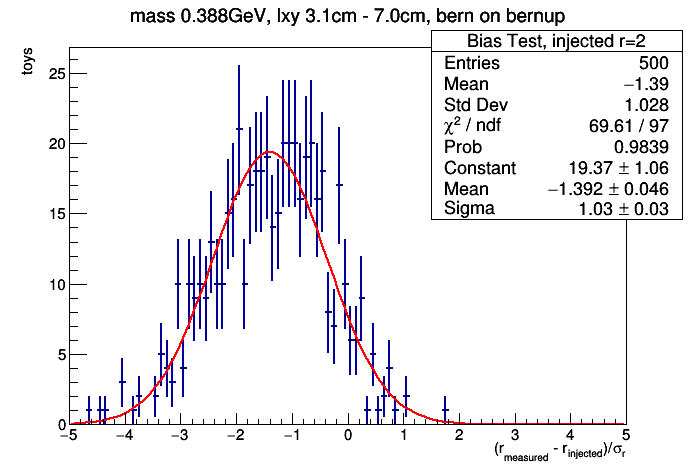 mass 0.388GeV, lxy 3.1cm - 7.0cm, bern on bernup
Bias Test, injected r=2
Entries 500
Mean −1.39
Std Dev 1.028
χ² / ndf 69.61 / 97
Prob 0.9839
Constant 19.37 ± 1.06
Mean −1.392 ± 0.046
Sigma 1.03 ± 0.03
toys
25
20
15
10
5
0
−5 −4 −3 −2 −1 0 1 2 3 4 5
(r_measured - r_injected)/σ_r